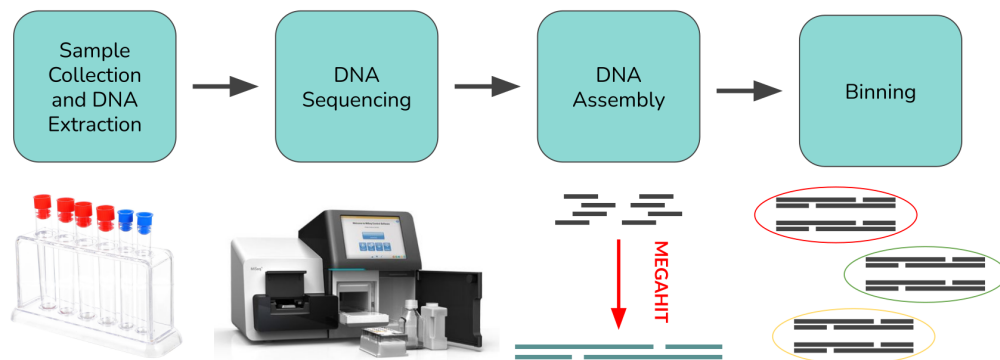 Sample
Collection
and DNA
Extraction
DNA
Sequencing
DNA
Assembly
Binning
MEGAHIT